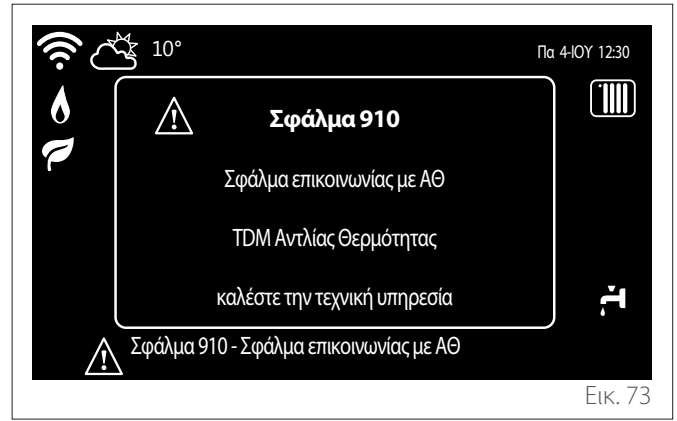 10° Πα 4-ΙΟΥ 12:30
Σφάλμα 910
Σφάλμα επικοινωνίας με ΑΘ
TDM Αντλίας Θερμότητας
καλέστε την τεχνική υπηρεσία
Σφάλμα 910 - Σφάλμα επικοινωνίας με ΑΘ
Εικ. 73